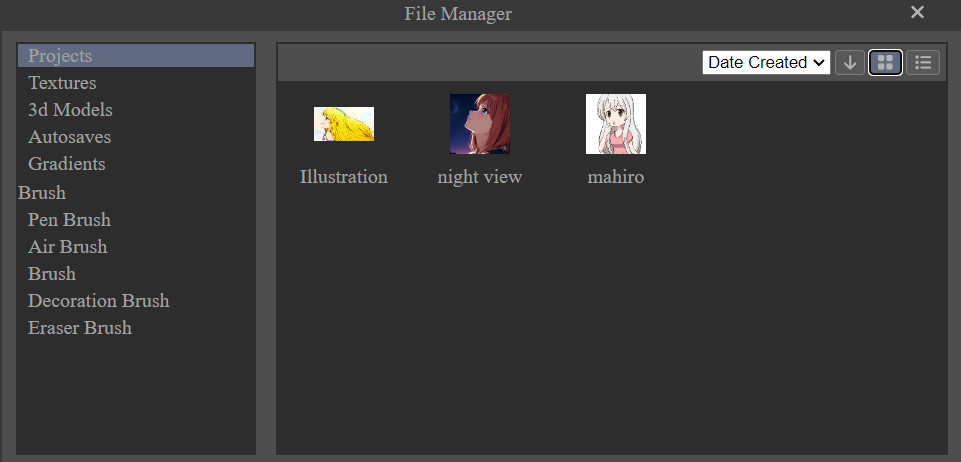 File Manager
Projects
Textures
3d Models
Autosaves
Gradients
Brush
Pen Brush
Air Brush
Brush
Decoration Brush
Eraser Brush
Date Created
Illustration
night view
mahiro